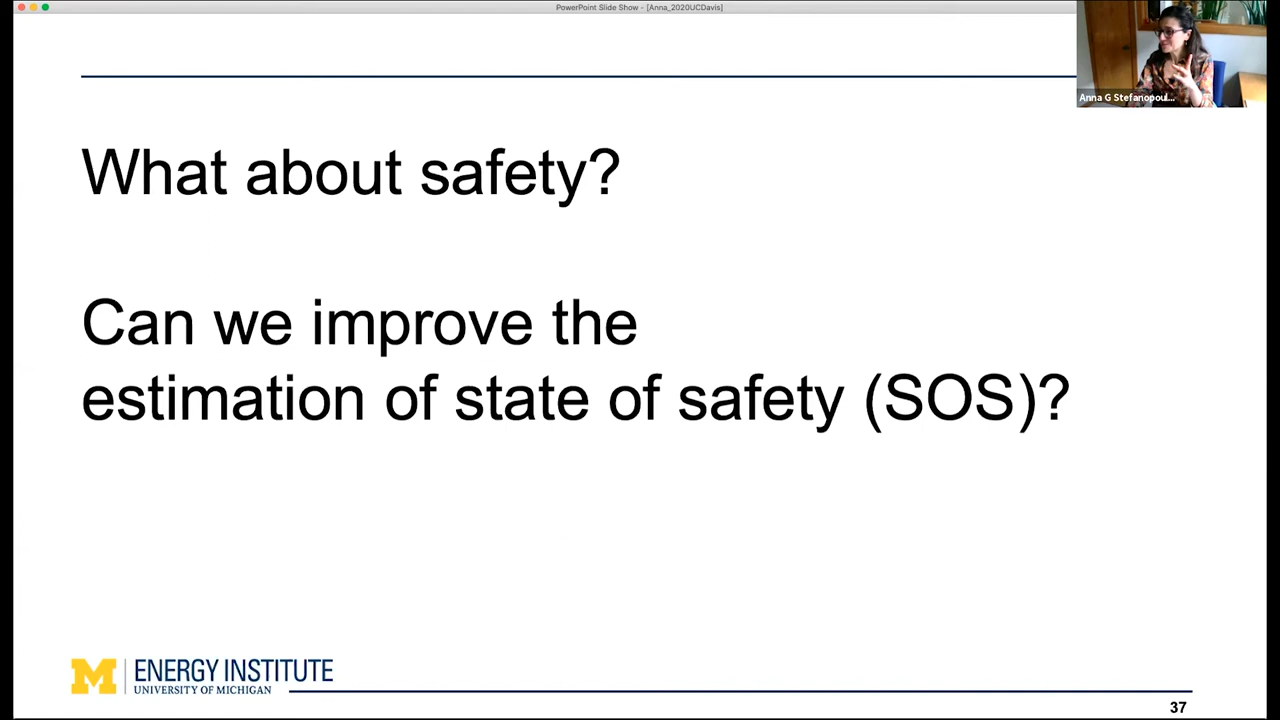 PowerPoint Slide Show - [Anna_2020UCDavis]
Anna G Stefanopoul...
What about safety?
Can we improve the
estimation of state of safety (SOS)?
M ENERGY INSTITUTE
UNIVERSITY OF MICHIGAN
37